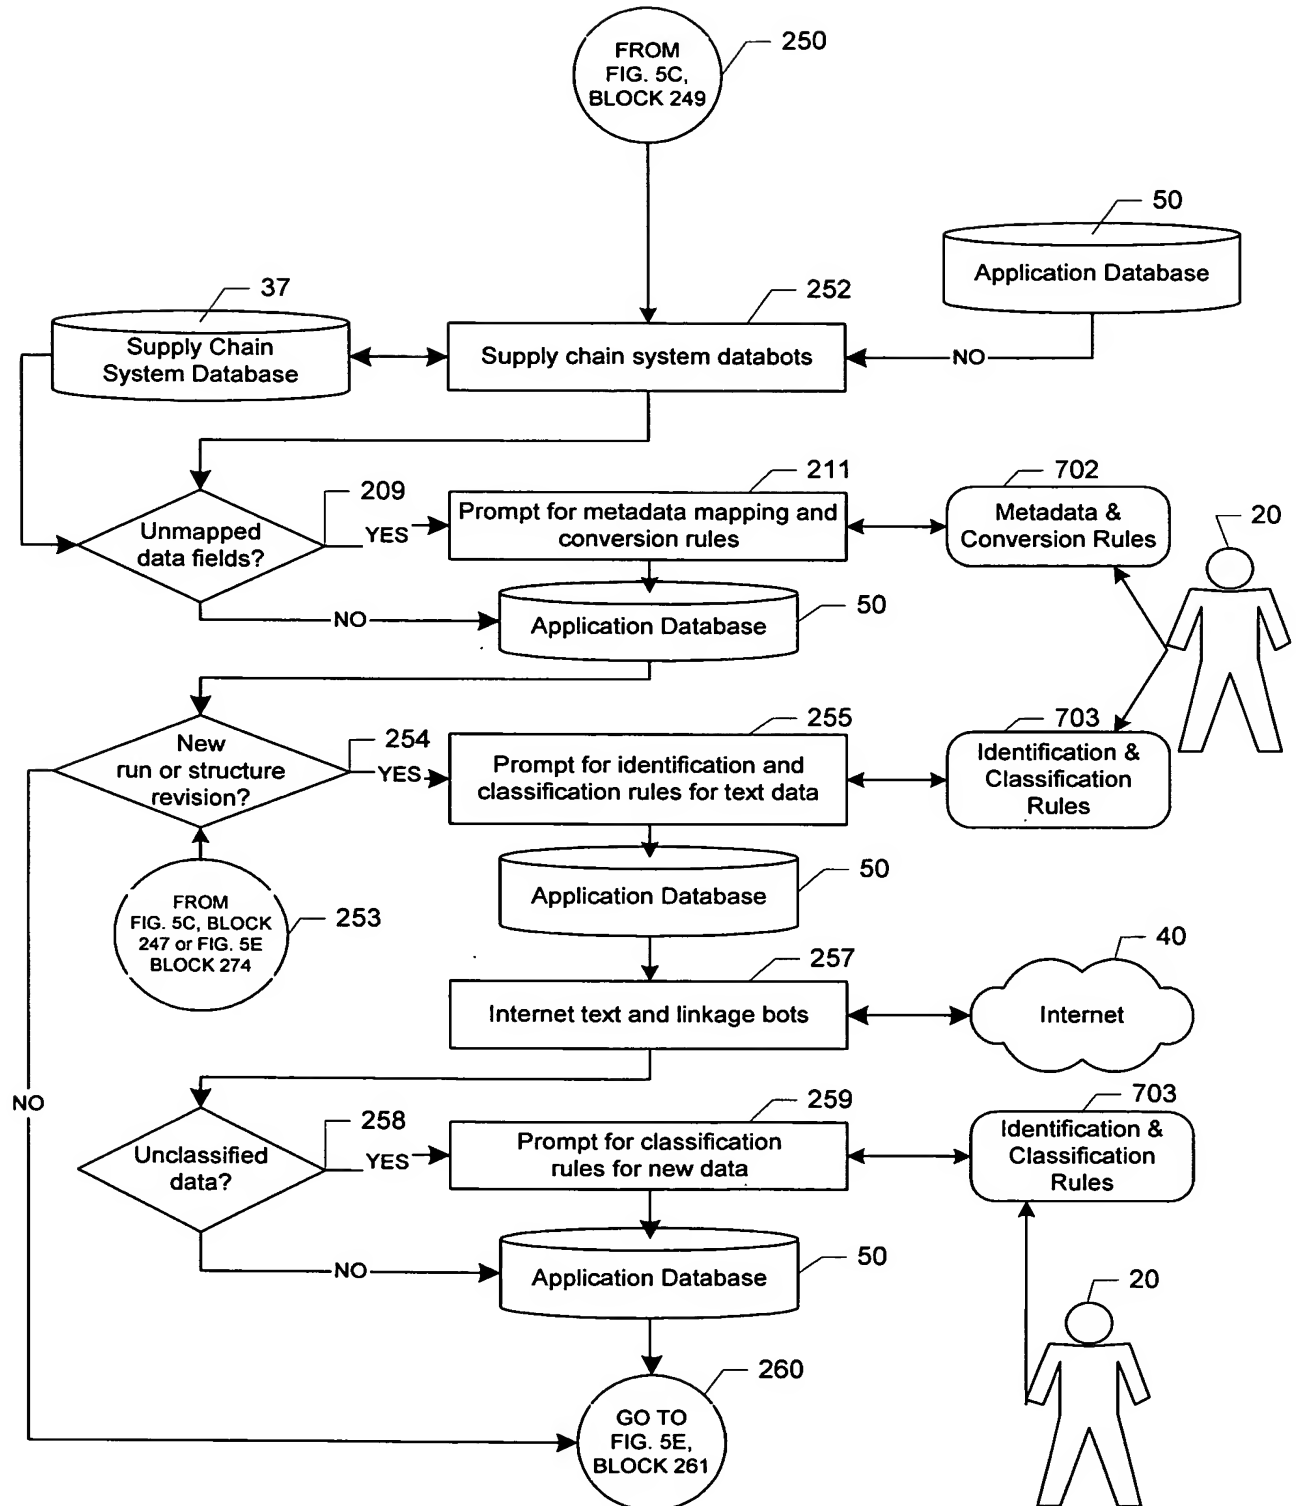 FROM
FIG. 5C,
BLOCK 249
250
50
Application Database
37
Supply Chain
System Database
252
Supply chain system databots
NO
209
Unmapped
data fields?
YES
211
Prompt for metadata mapping and
conversion rules
702
Metadata &
Conversion Rules
20
NO
50
Application Database
254
New
run or structure
revision?
YES
255
Prompt for identification and
classification rules for text data
703
Identification &
Classification
Rules
50
Application Database
FROM
FIG. 5C, BLOCK
247 or FIG. 5E
BLOCK 274
253
257
Internet text and linkage bots
40
Internet
NO
258
Unclassified
data?
YES
259
Prompt for classification
rules for new data
703
Identification &
Classification
Rules
NO
50
Application Database
20
260
GO TO
FIG. 5E,
BLOCK 261